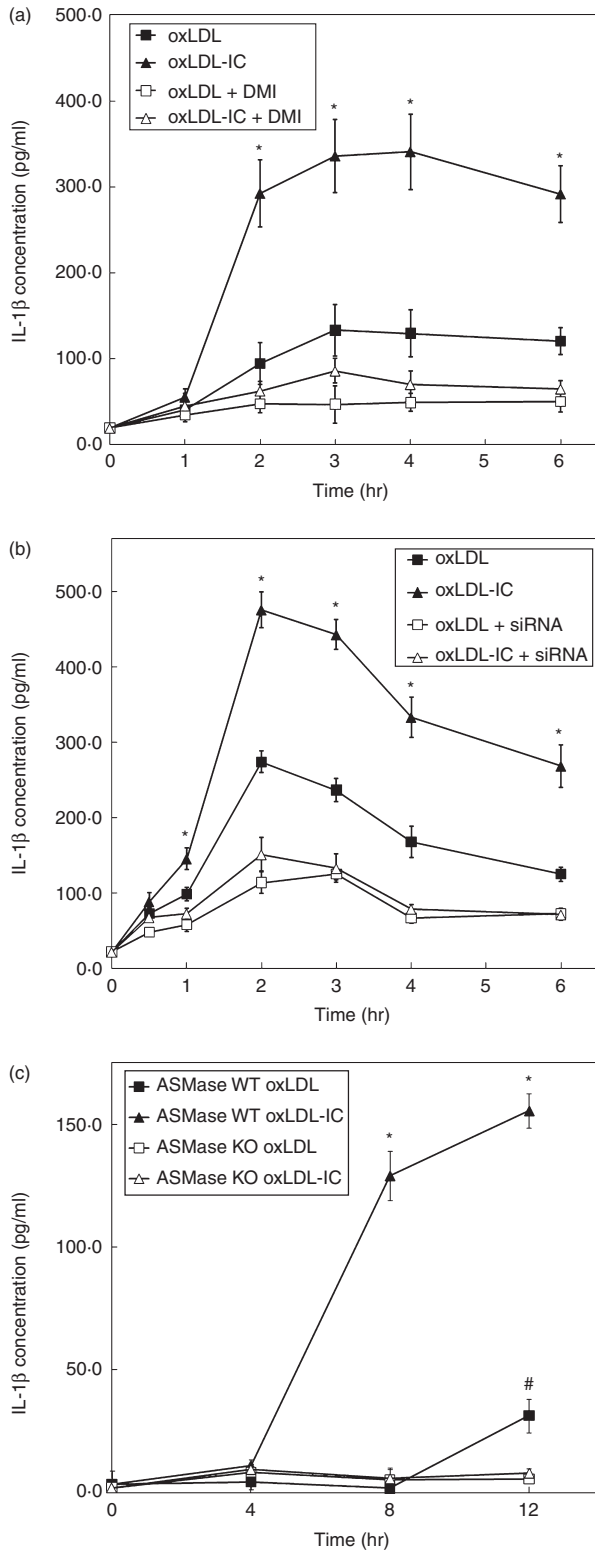 (a)
500·0
400·0
300·0
200·0
100·0
0·0
IL-1β concentration (pg/ml)
oxLDL
oxLDL-IC
oxLDL + DMI
oxLDL-IC + DMI
*
*
*
*
0
1
2
3
4
5
6
Time (hr)
(b)
500·0
400·0
300·0
200·0
100·0
0·0
IL-1β concentration (pg/ml)
oxLDL
oxLDL-IC
oxLDL + siRNA
oxLDL-IC + siRNA
*
*
*
*
*
0
1
2
3
4
5
6
Time (hr)
(c)
150·0
100·0
50·0
0·0
IL-1β concentration (pg/ml)
ASMase WT oxLDL
ASMase WT oxLDL-IC
ASMase KO oxLDL
ASMase KO oxLDL-IC
*
*
#
0
4
8
12
Time (hr)